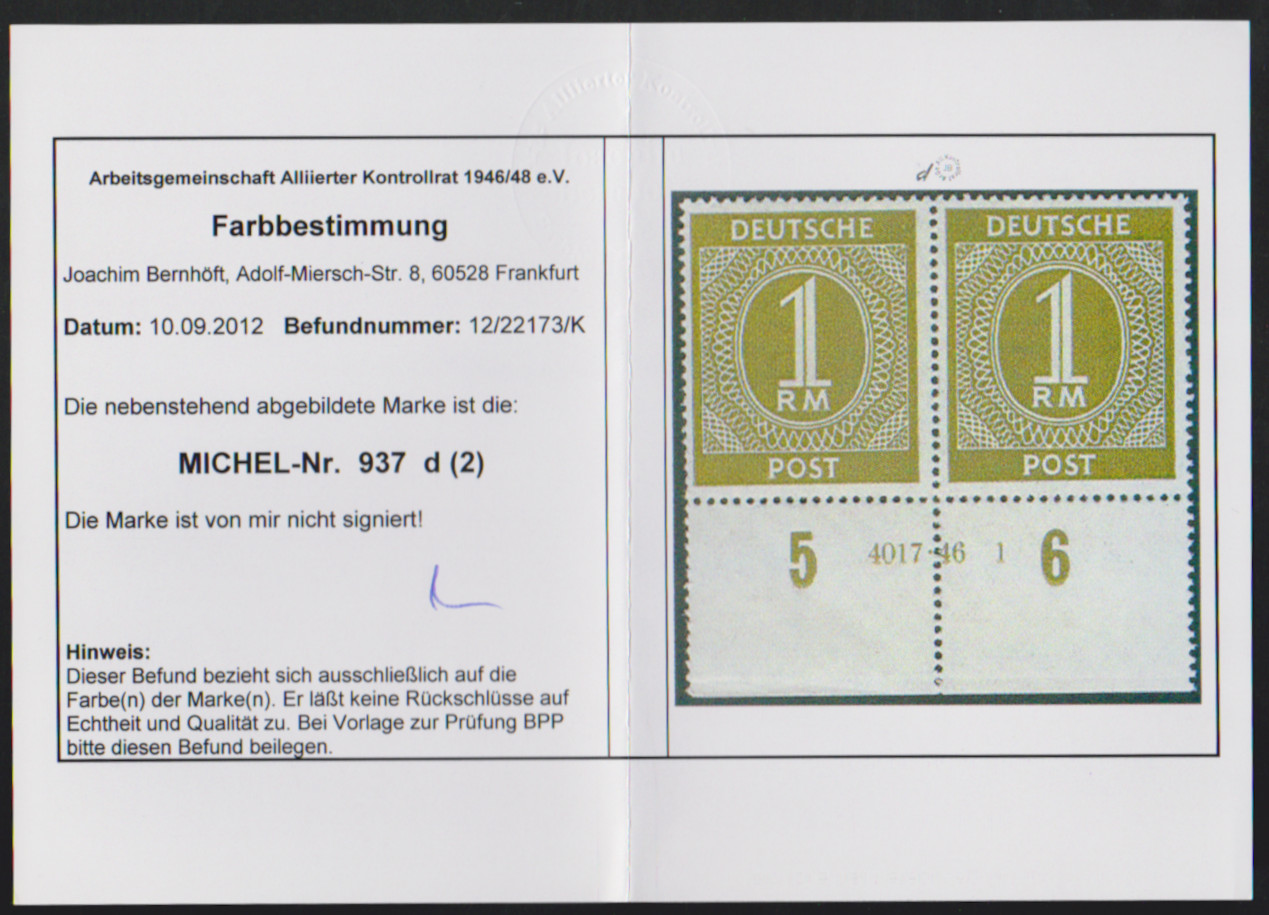 Alliierter Kontroll
Arbeitsgemeinschaft Alliierter Kontrollrat 1946/48 e.V.
Farbbestimmung
Joachim Bernhöft, Adolf-Miersch-Str. 8, 60528 Frankfurt
Datum: 10.09.2012 Befundnummer: 12/22173/K
Die nebenstehend abgebildete Marke ist die:
MICHEL-Nr. 937 d (2)
Die Marke ist von mir nicht signiert!
Hinweis:
Dieser Befund bezieht sich ausschließlich auf die
Farbe(n) der Marke(n). Er läßt keine Rückschlüsse auf
Echtheit und Qualität zu. Bei Vorlage zur Prüfung BPP
bitte diesen Befund beilegen.
d
DEUTSCHE DEUTSCHE
1 1
RM RM
POST POST
5 4017 46 1 6